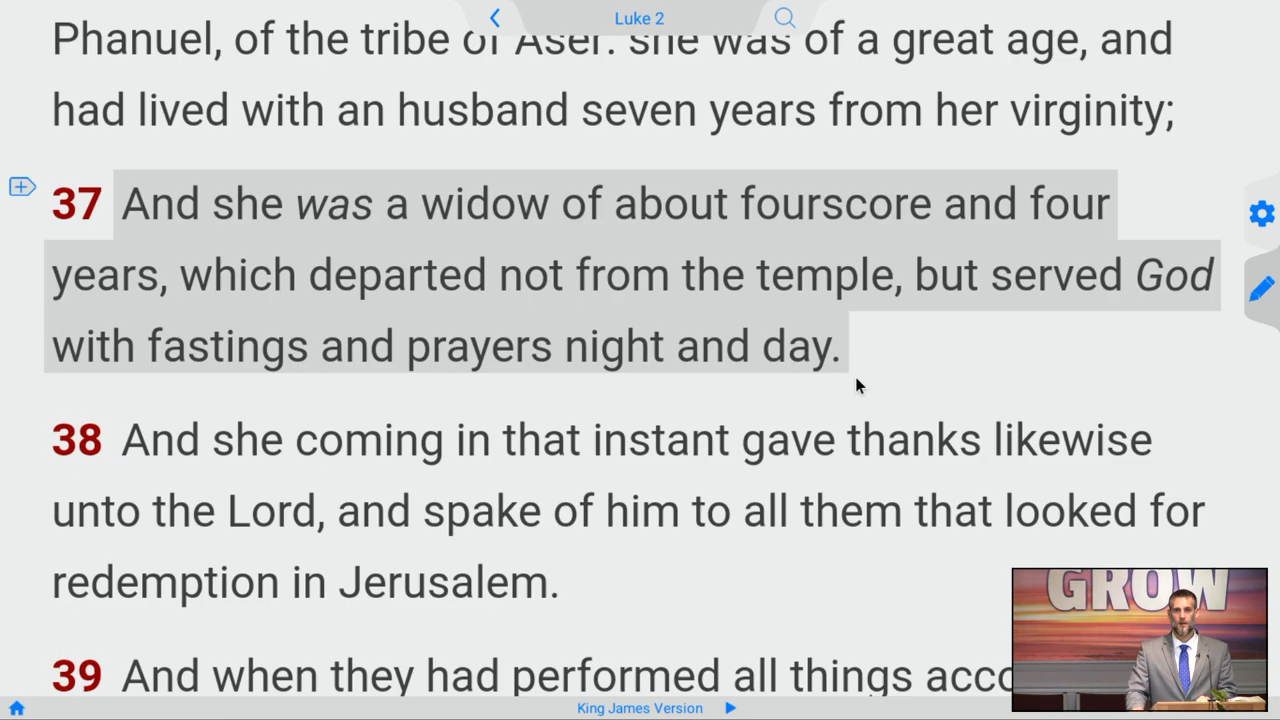 Luke 2
Phanuel, of the tribe of Aser: she was of a great age, and
had lived with an husband seven years from her virginity;
37 And she was a widow of about fourscore and four
years, which departed not from the temple, but served God
with fastings and prayers night and day.
38 And she coming in that instant gave thanks likewise
unto the Lord, and spake of him to all them that looked for
redemption in Jerusalem.
39 And when they had performed all things acco
GROW
King James Version